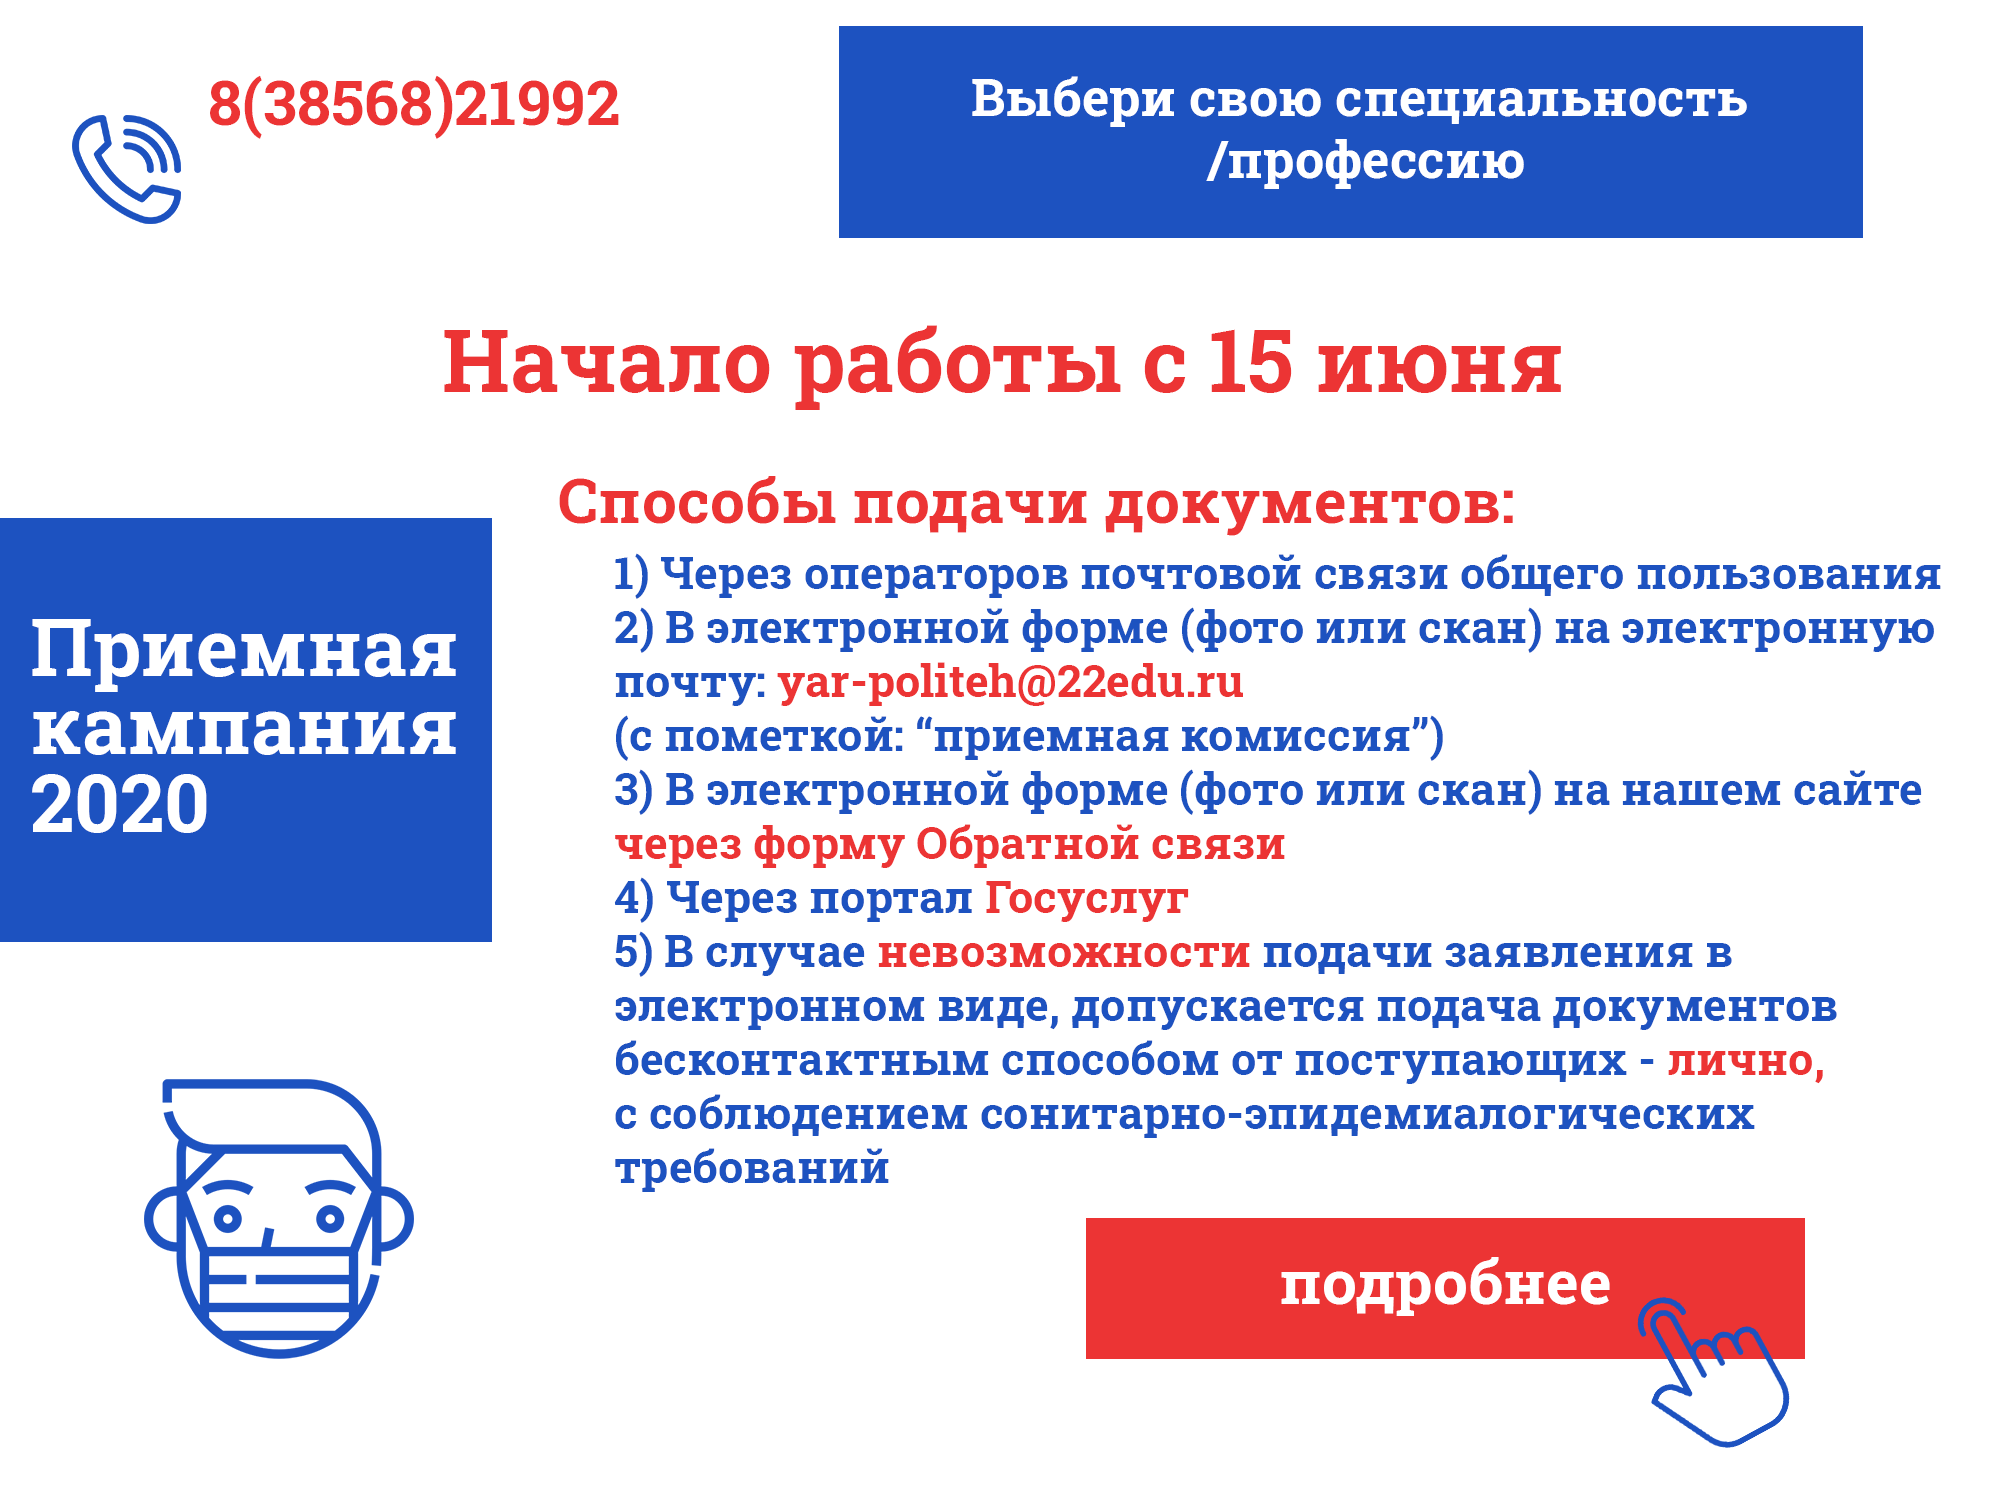 8(38568)21992
Выбери свою специальность
/профессию
Начало работы с 15 июня
Способы подачи документов:
1) Через операторов почтовой связи общего пользования
2) В электронной форме (фото или скан) на электронную
почту: yar-politeh@22edu.ru
(с пометкой: “приемная комиссия”)
3) В электронной форме (фото или скан) на нашем сайте
через форму Обратной связи
4) Через портал Госуслуг
5) В случае невозможности подачи заявления в
электронном виде, допускается подача документов
бесконтактным способом от поступающих - лично,
с соблюдением сонитарно-эпидемиалогических
требований
Приемная
кампания
2020
подробнее